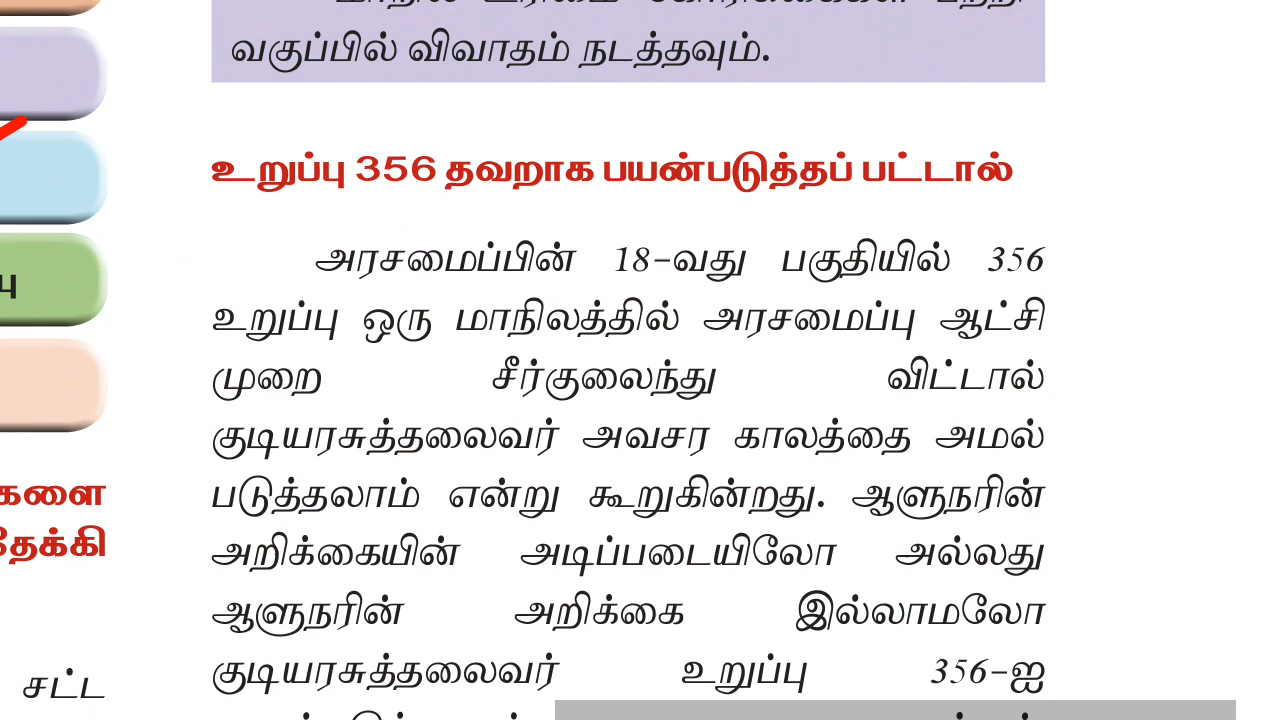 வகுப்பில் விவாதம் நடத்தவும்.
உறுப்பு 356 தவறாக பயன்படுத்தப் பட்டால்
அரசமைப்பின் 18-வது பகுதியில் 356
உறுப்பு ஒரு மாநிலத்தில் அரசமைப்பு ஆட்சி
முறை சீர்குலைந்து விட்டால்
குடியரசுத்தலைவர் அவசர காலத்தை அமல்
படுத்தலாம் என்று கூறுகின்றது. ஆளுநரின்
அறிக்கையின் அடிப்படையிலோ அல்லது
ஆளுநரின் அறிக்கை இல்லாமலோ
குடியரசுத்தலைவர் உறுப்பு 356-ஐ
பு
களை
தேக்கி
சட்ட